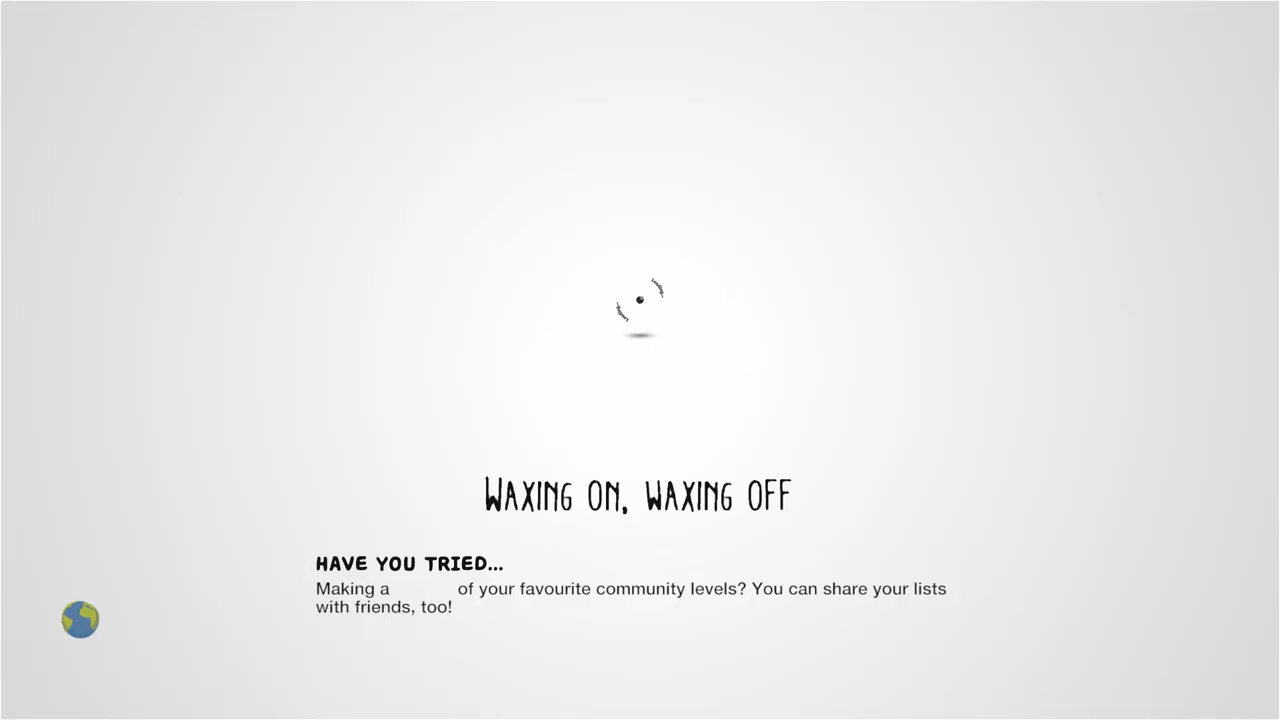 Waxing on, waxing off
HAVE YOU TRIED...
Making a of your favourite community levels? You can share your lists
with friends, too!